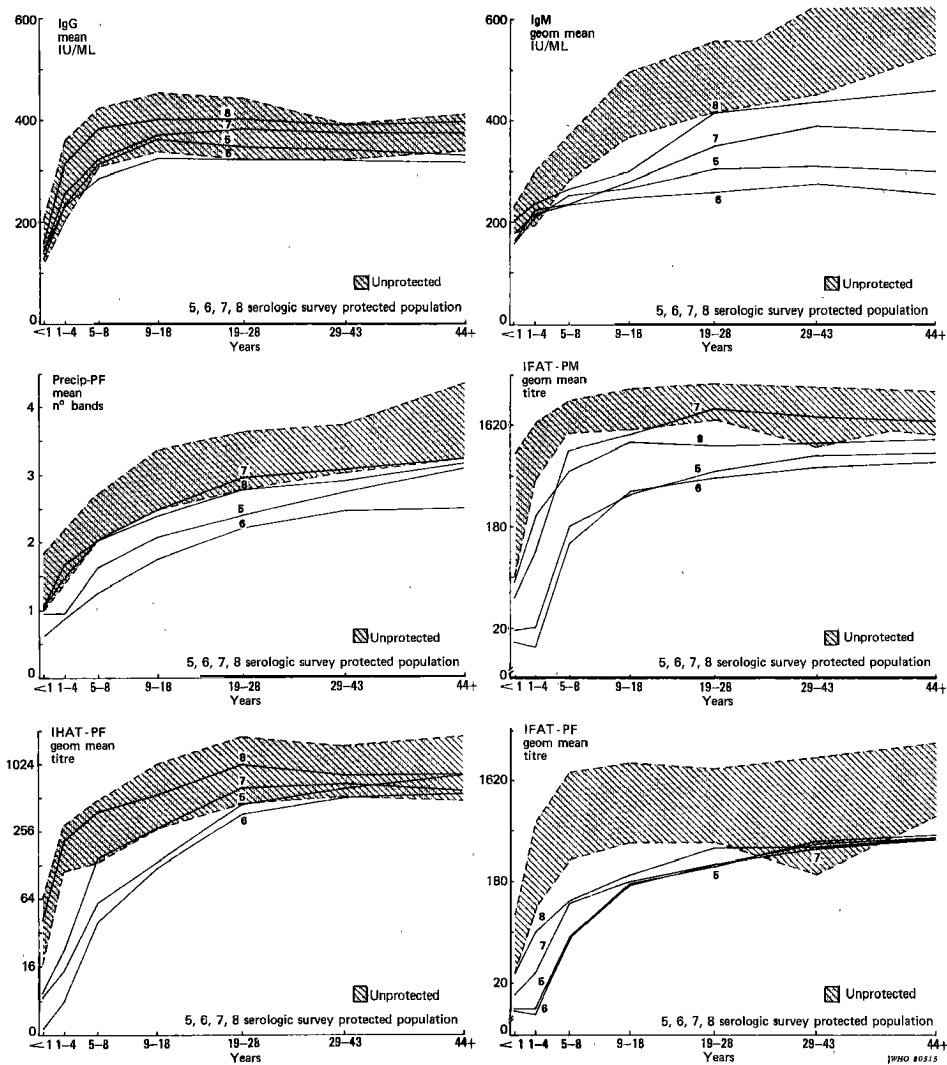 600
400
200
0
IgG
mean
IU/ML
8
7
5
6
Unprotected
5, 6, 7, 8 serologic survey protected population
< 1 1–4 5–8 9–18 19–28 29–43 44+
Years
600
400
200
0
IgM
geom mean
IU/ML
8
7
5
6
Unprotected
5, 6, 7, 8 serologic survey protected population
< 1 1–4 5–8 9–18 19–28 29–43 44+
Years
4
3
2
1
0
Precip-PF
mean
n° bands
7
8
5
6
Unprotected
5, 6, 7, 8 serologic survey protected population
< 1 1–4 5–8 9–18 19–28 29–43 44+
Years
1620
180
20
0
IFAT-PM
geom mean
titre
7
8
5
6
Unprotected
5, 6, 7, 8 serologic survey protected population
< 1 1–4 5–8 9–18 19–28 29–43 44+
Years
1024
256
64
16
0
IHAT-PF
geom mean
titre
8
7
5
6
Unprotected
5, 6, 7, 8 serologic survey protected population
< 1 1–4 5–8 9–18 19–28 29–43 44+
Years
1620
180
20
0
IFAT-PF
geom mean
titre
8
7
5
6
7
5
Unprotected
5, 6, 7, 8 serologic survey protected population
< 1 1–4 5–8 9–18 19–28 29–43 44+
Years
WHO 80515